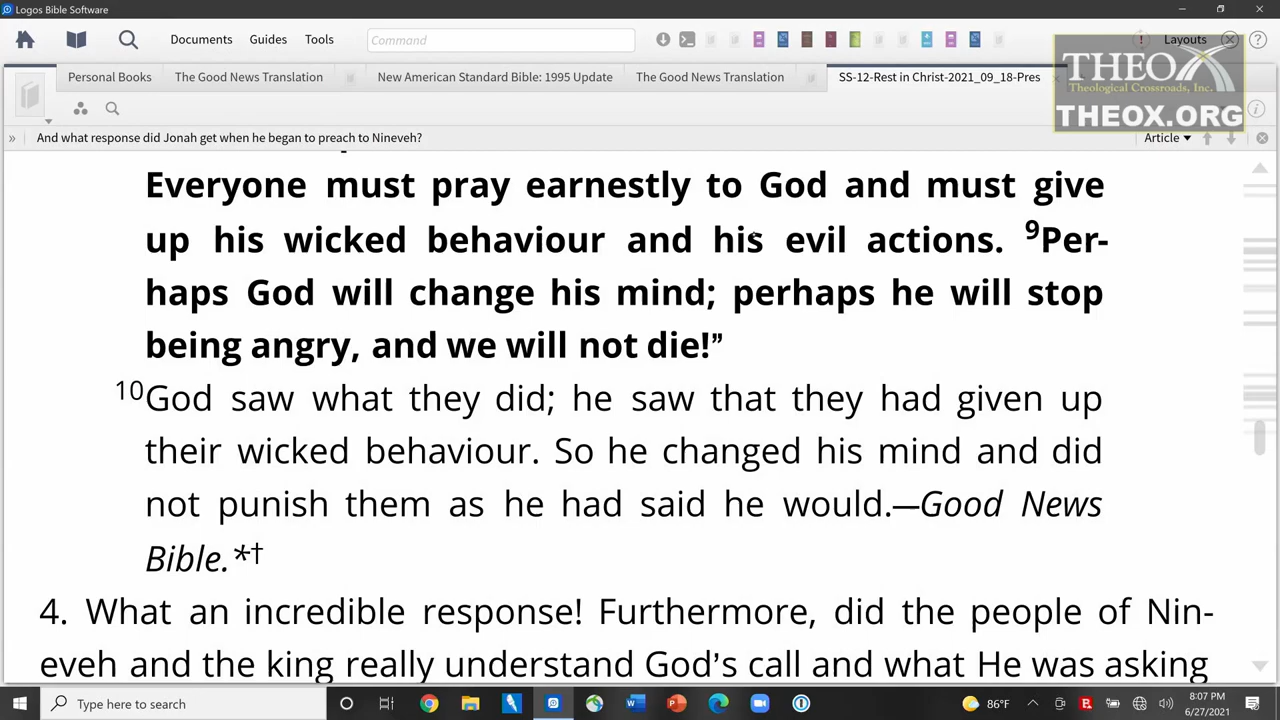 Logos Bible Software
Documents Guides Tools Command Layouts
THEOX
Theological Crossroads, Inc.
THEOX.ORG
Personal Books The Good News Translation New American Standard Bible: 1995 Update The Good News Translation SS-12-Rest in Christ-2021_09_18-Pres
And what response did Jonah get when he began to preach to Nineveh? Article
Everyone must pray earnestly to God and must give
up his wicked behaviour and his evil actions. ⁹Per-
haps God will change his mind; perhaps he will stop
being angry, and we will not die!”
¹⁰God saw what they did; he saw that they had given up
their wicked behaviour. So he changed his mind and did
not punish them as he had said he would.—Good News
Bible.*†
4. What an incredible response! Furthermore, did the people of Nin-
eveh and the king really understand God’s call and what He was asking
Type here to search
86°F
8:07 PM
6/27/2021